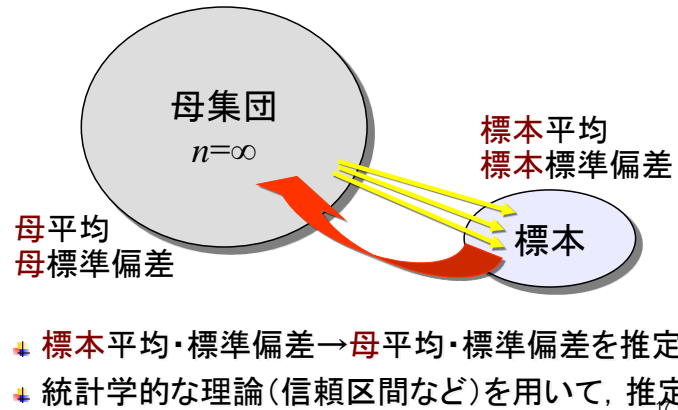 母集団
n=∞
標本平均
標本標準偏差
標本
母平均
母標準偏差
標本平均・標準偏差→母平均・標準偏差を推定
統計学的な理論(信頼区間など)を用いて，推定
17